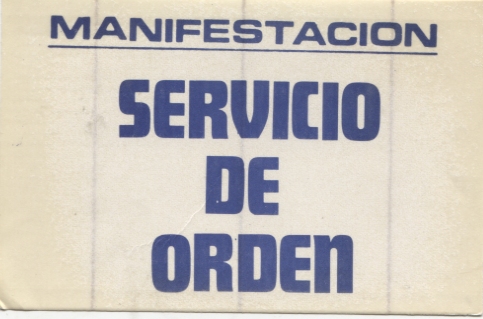 MANIFESTACION
SERVICIO
DE
ORDEN